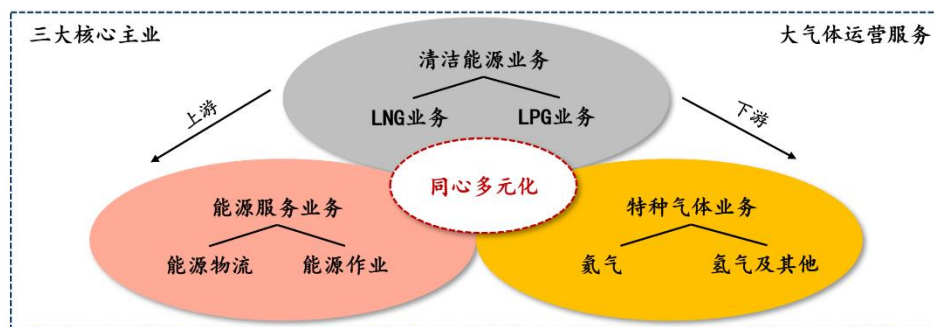 三大核心主业
大气体运营服务
清洁能源业务
LNG业务
LPG业务
上游
下游
同心多元化
能源服务业务
能源物流
能源作业
特种气体业务
氦气
氢气及其他